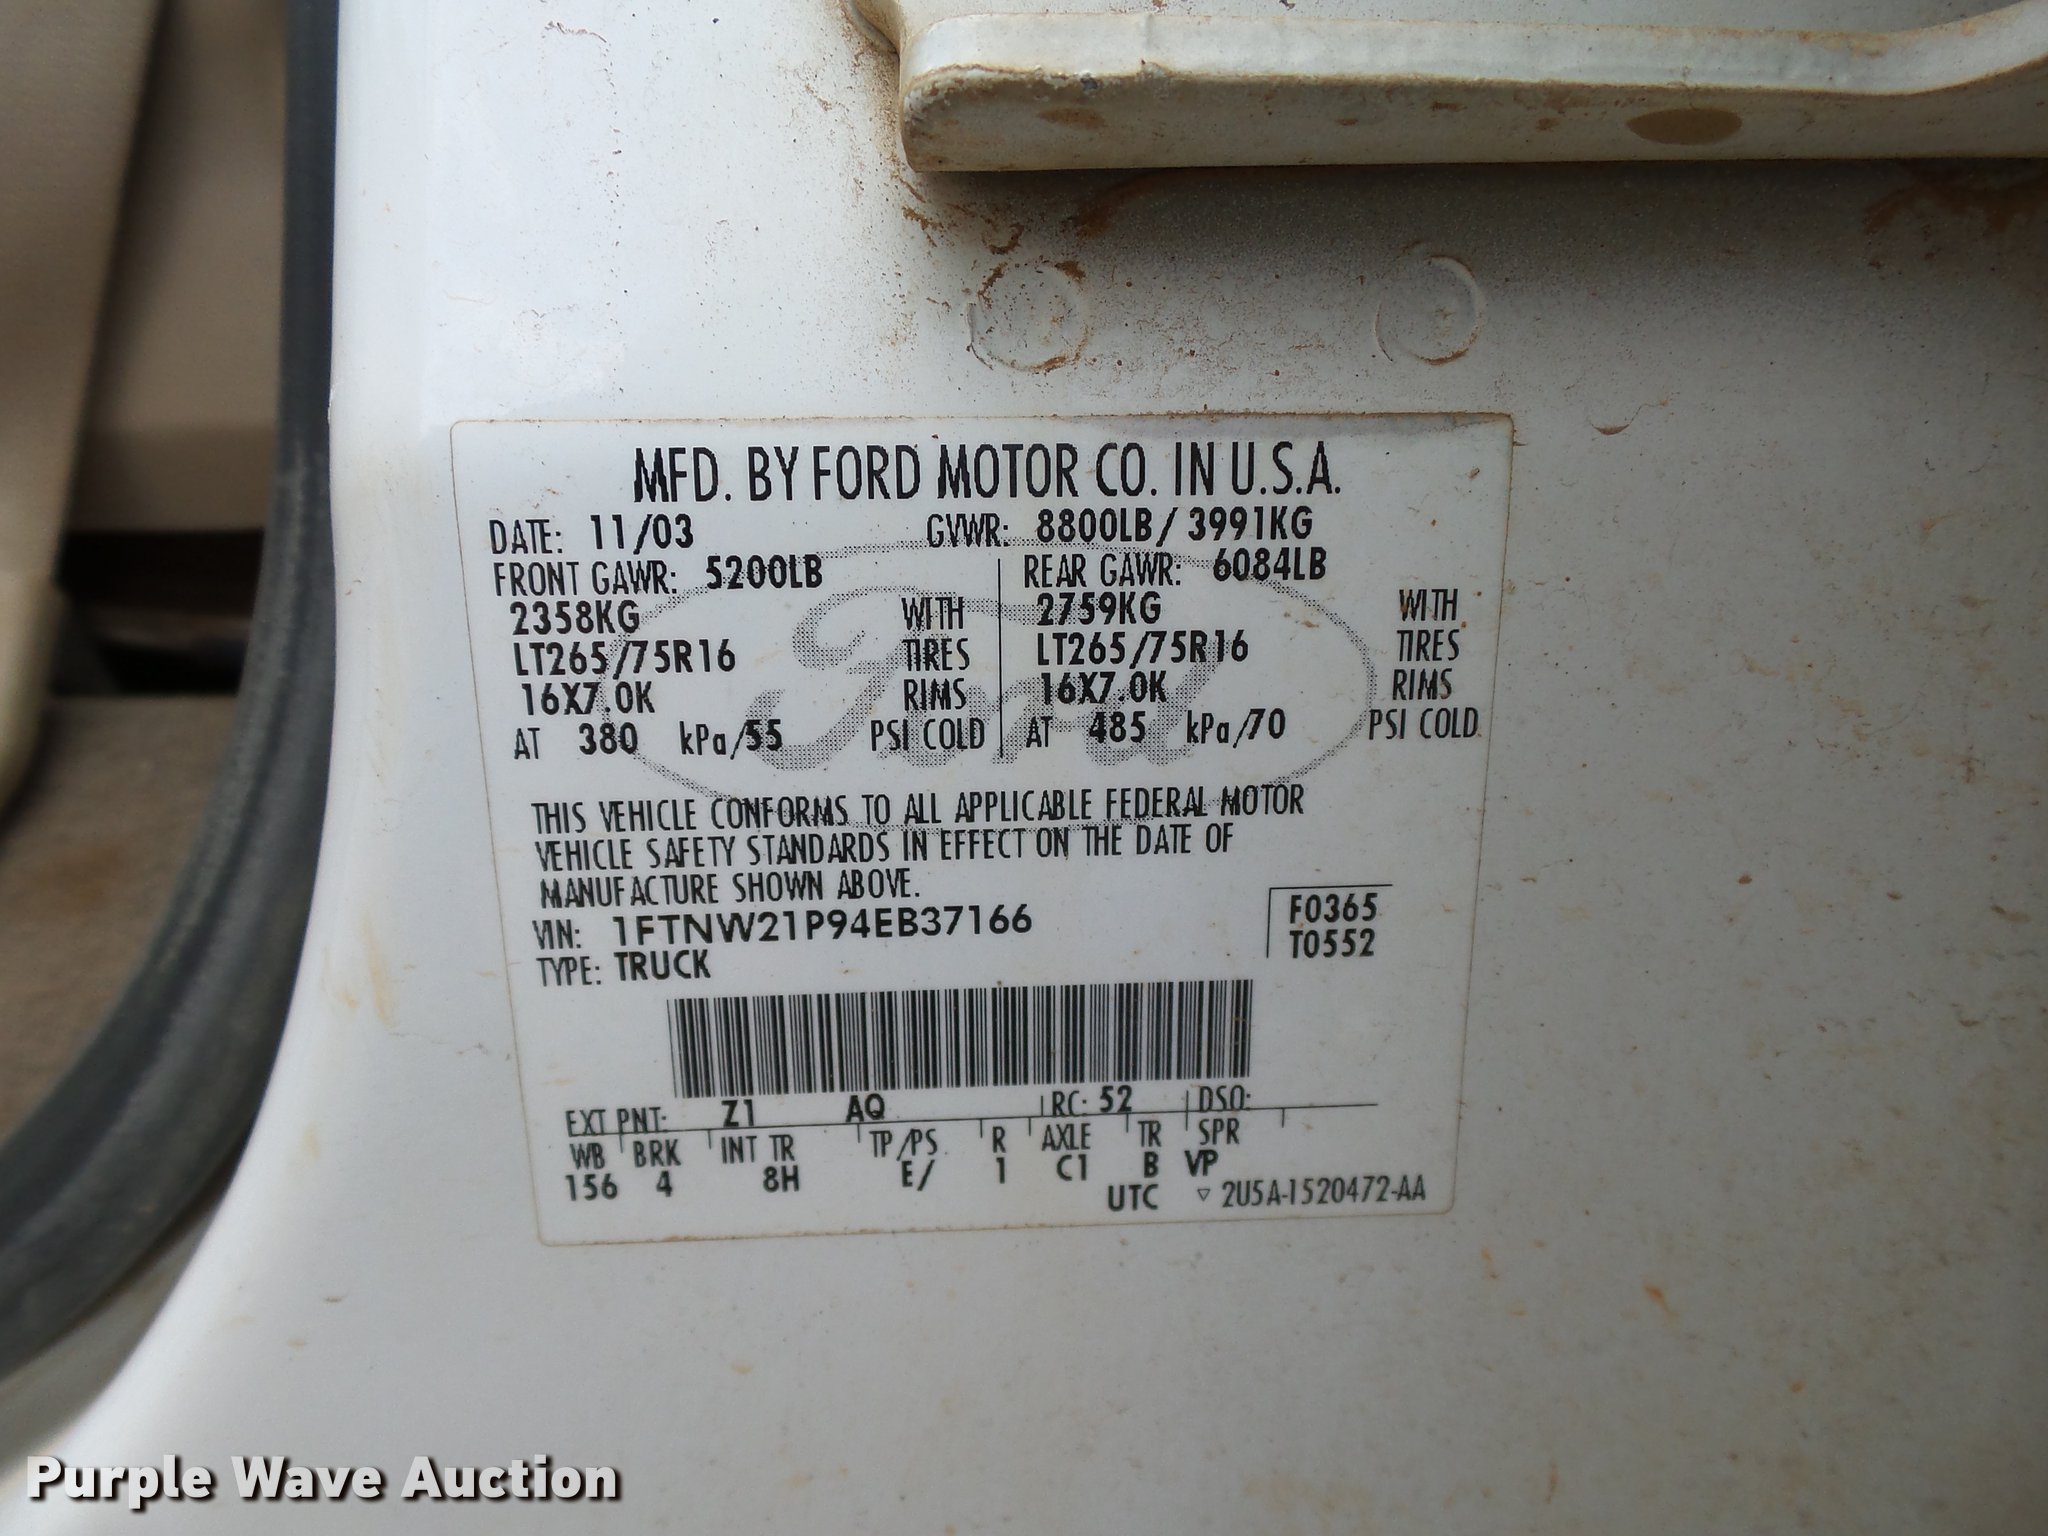 MFD. BY FORD MOTOR CO. IN U.S.A.
DATE: 11/03 GVWR: 8800LB / 3991KG
FRONT GAWR: 5200LB REAR GAWR: 6084LB
2358KG WITH 2759KG WITH
LT265/75R16 TIRES LT265/75R16 TIRES
16X7.0K RIMS 16X7.0K RIMS
AT 380 kPa/55 PSI COLD AT 485 kPa/70 PSI COLD
Ford
THIS VEHICLE CONFORMS TO ALL APPLICABLE FEDERAL MOTOR
VEHICLE SAFETY STANDARDS IN EFFECT ON THE DATE OF
MANUFACTURE SHOWN ABOVE.
VIN: 1FTNW21P94EB37166 F0365
TYPE: TRUCK T0552
EXT PNT: Z1 AQ RC: 52 DSO:
WB BRK INT TR TP/PS R AXLE TR SPR
156 4 8H E/ 1 C1 B VP
UTC ▽ 2U5A-1520472-AA
Purple Wave Auction